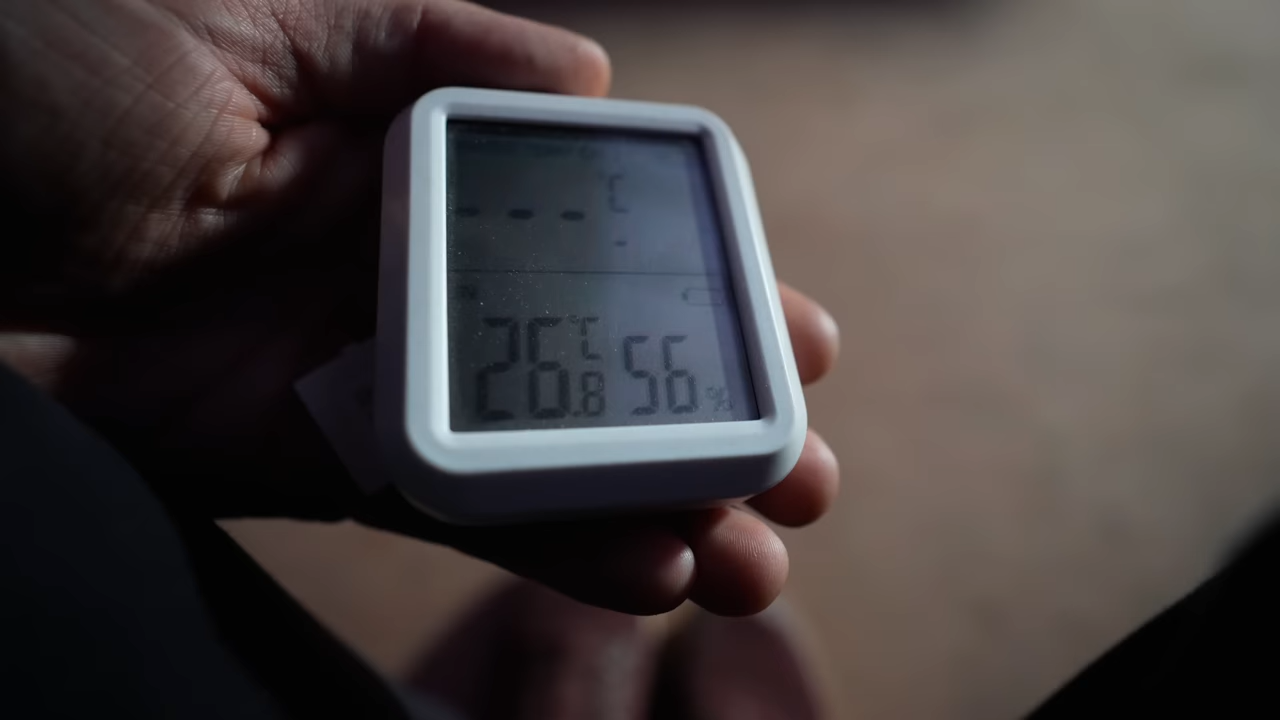 --- ℃
-
26.8 ℃ 56 %